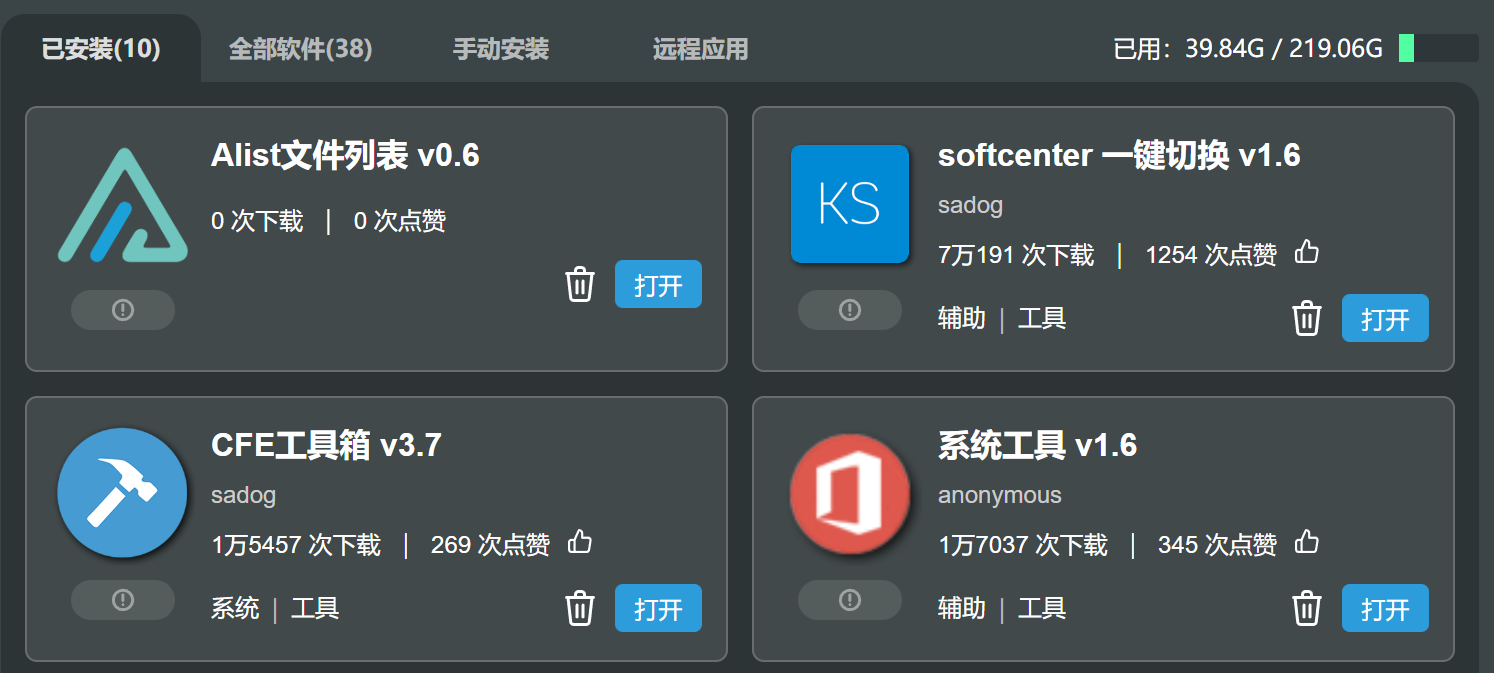 已安装(10) 全部软件(38) 手动安装 远程应用 已用：39.84G / 219.06G
Alist文件列表 v0.6
0 次下载 | 0 次点赞
打开
softcenter 一键切换 v1.6
KS
sadog
7万191 次下载 | 1254 次点赞
辅助 | 工具
打开
CFE工具箱 v3.7
sadog
1万5457 次下载 | 269 次点赞
系统 | 工具
打开
系统工具 v1.6
anonymous
1万7037 次下载 | 345 次点赞
辅助 | 工具
打开